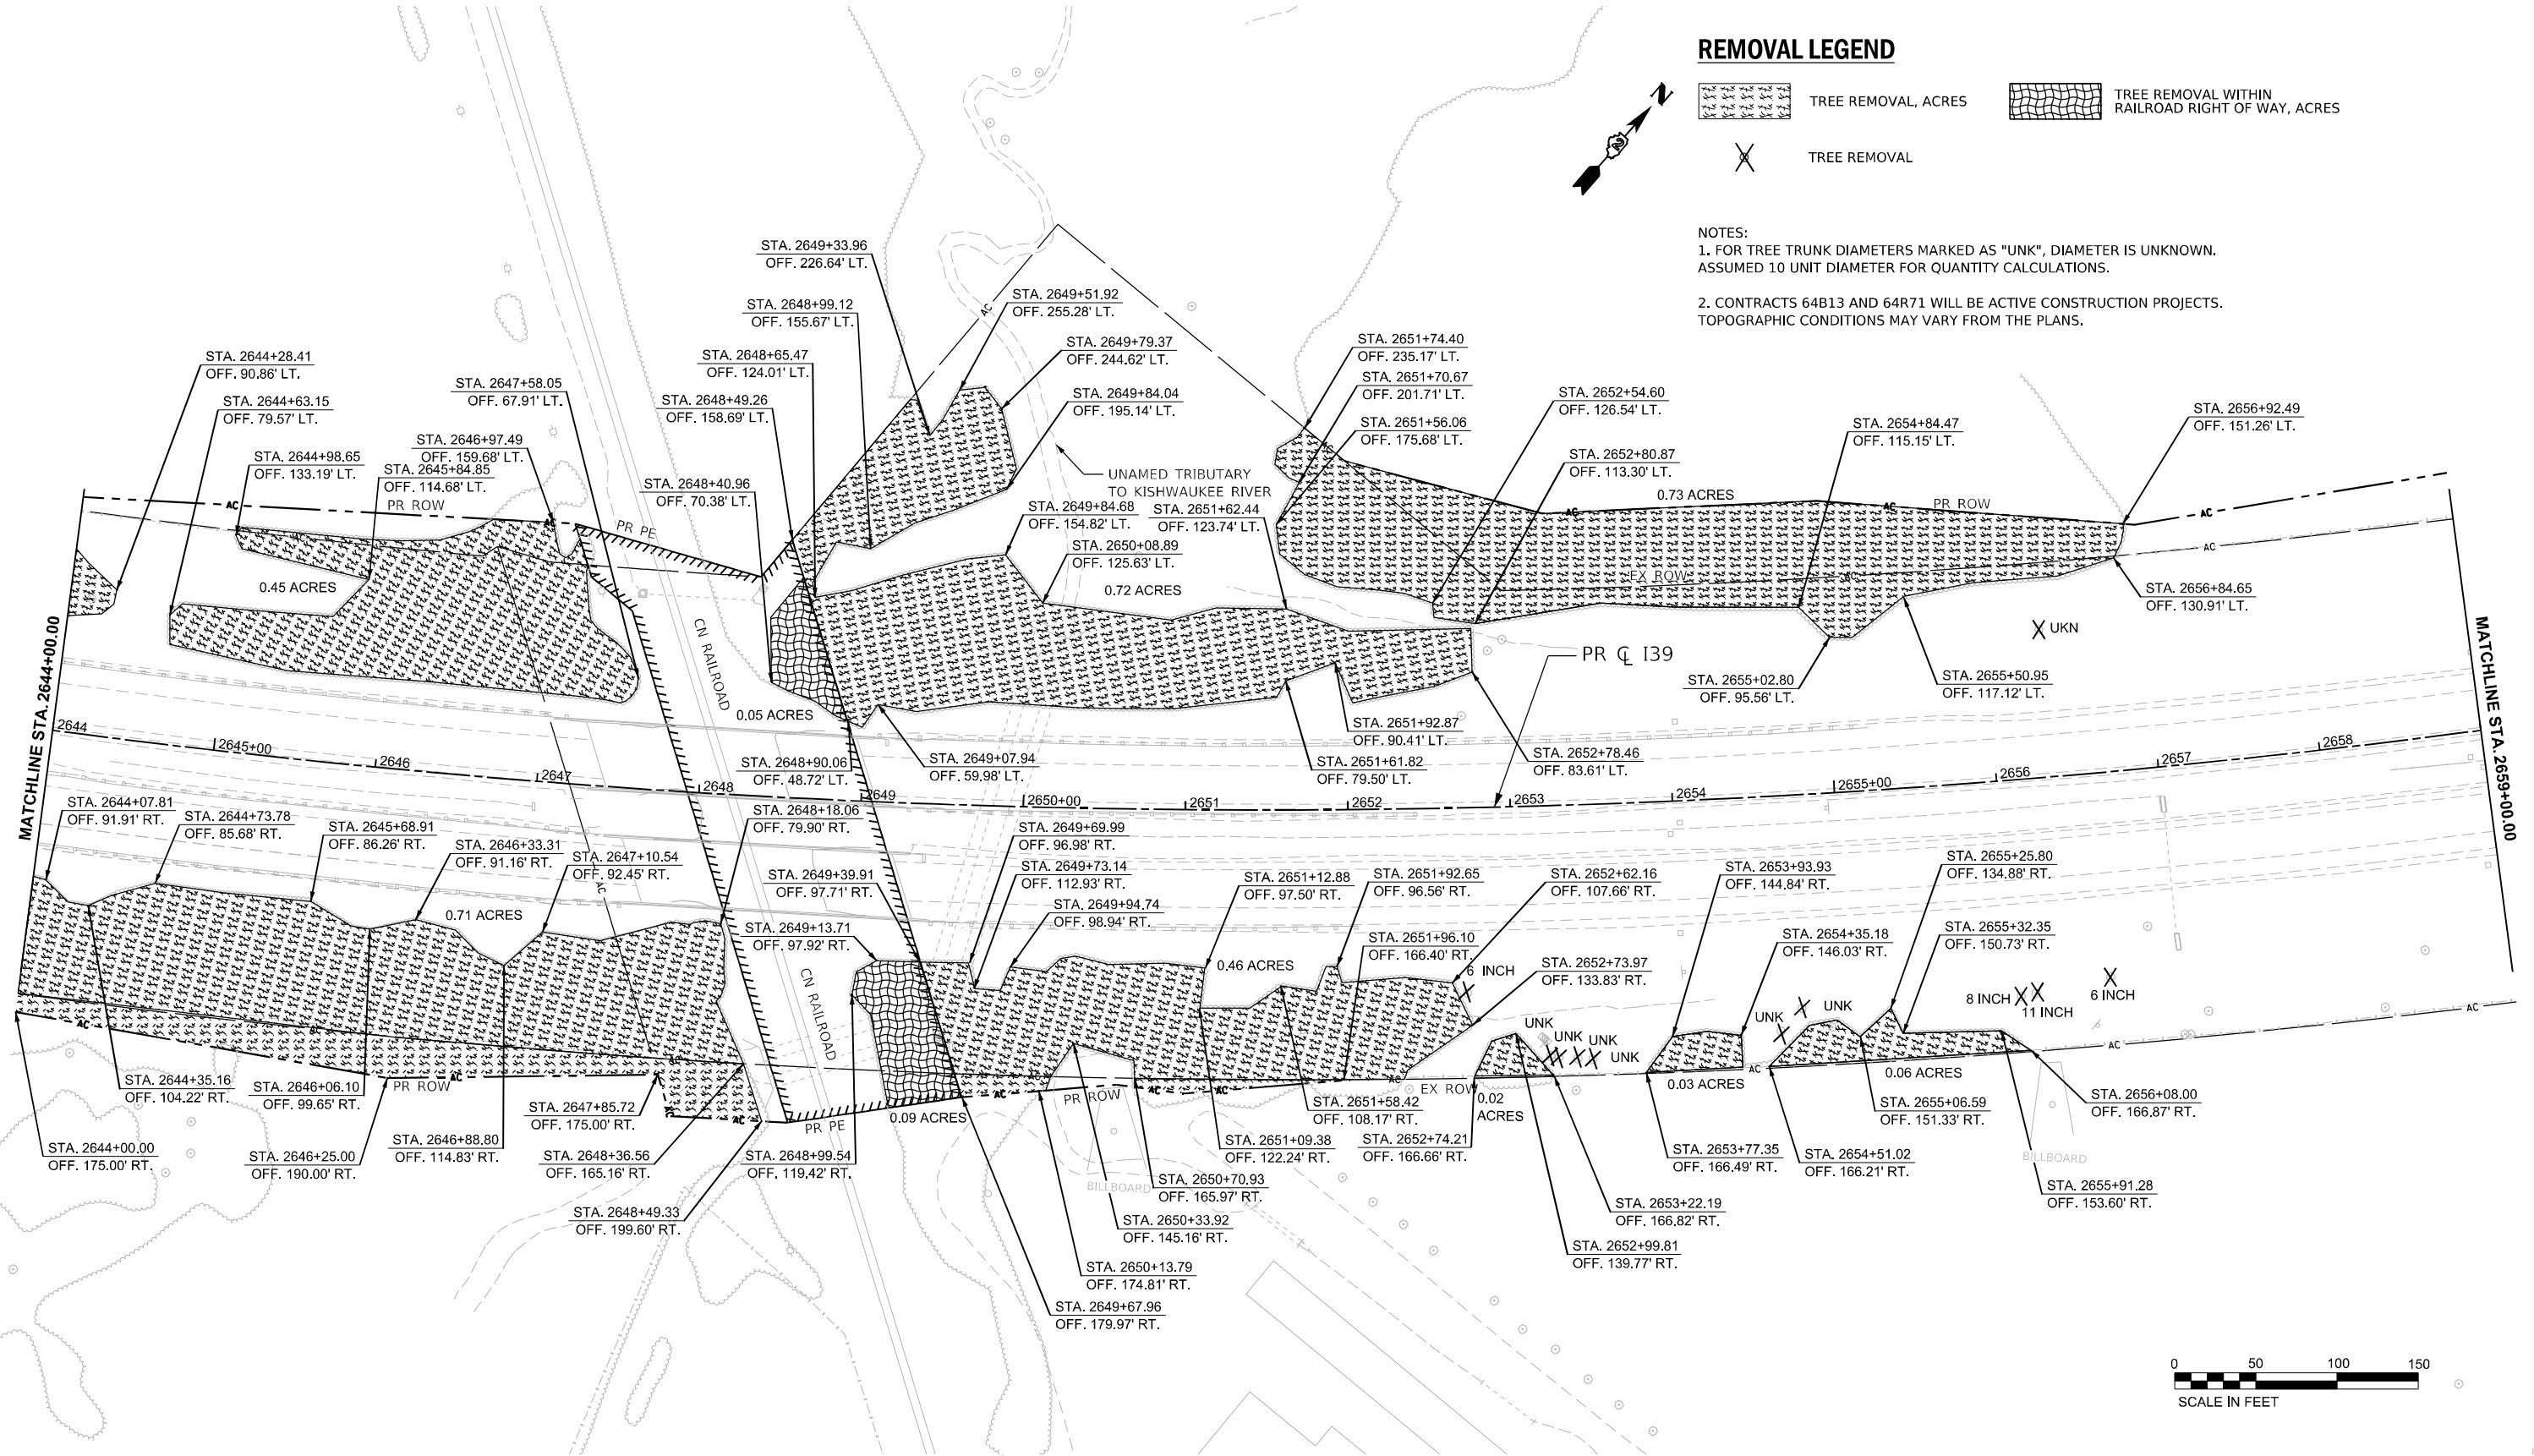 REMOVAL LEGEND
TREE REMOVAL, ACRES
TREE REMOVAL WITHIN
RAILROAD RIGHT OF WAY, ACRES
TREE REMOVAL
N
2
NOTES:
1. FOR TREE TRUNK DIAMETERS MARKED AS "UNK", DIAMETER IS UNKNOWN.
ASSUMED 10 UNIT DIAMETER FOR QUANTITY CALCULATIONS.
2. CONTRACTS 64B13 AND 64R71 WILL BE ACTIVE CONSTRUCTION PROJECTS.
TOPOGRAPHIC CONDITIONS MAY VARY FROM THE PLANS.
STA. 2649+33.96
OFF. 226.64' LT.
STA. 2649+51.92
OFF. 255.28' LT.
STA. 2648+99.12
OFF. 155.67' LT.
STA. 2649+79.37
OFF. 244.62' LT.
STA. 2648+65.47
OFF. 124.01' LT.
STA. 2649+84.04
OFF. 195.14' LT.
STA. 2648+49.26
OFF. 158.69' LT.
STA. 2648+40.96
OFF. 70.38' LT.
STA. 2644+28.41
OFF. 90.86' LT.
STA. 2644+63.15
OFF. 79.57' LT.
STA. 2647+58.05
OFF. 67.91' LT.
STA. 2646+97.49
OFF. 159.68' LT.
STA. 2644+98.65
OFF. 133.19' LT.
STA. 2645+84.85
OFF. 114.68' LT.
STA. 2651+74.40
OFF. 235.17' LT.
STA. 2651+70.67
OFF. 201.71' LT.
STA. 2651+56.06
OFF. 175.68' LT.
STA. 2652+54.60
OFF. 126.54' LT.
STA. 2652+80.87
OFF. 113.30' LT.
STA. 2654+84.47
OFF. 115.15' LT.
STA. 2656+92.49
OFF. 151.26' LT.
UNAMED TRIBUTARY
TO KISHWAUKEE RIVER
STA. 2649+84.68
OFF. 154.82' LT.
STA. 2651+62.44
OFF. 123.74' LT.
STA. 2650+08.89
OFF. 125.63' LT.
AC
AC
PR ROW
AC
AC
PR PE
AC
0.73 ACRES
AC
AC
PR ROW
AC
AC
EX ROW
AC
0.45 ACRES
0.72 ACRES
STA. 2656+84.65
OFF. 130.91' LT.
UKN
CN RAILROAD
0.05 ACRES
PR CL I39
STA. 2655+02.80
OFF. 95.56' LT.
STA. 2655+50.95
OFF. 117.12' LT.
STA. 2648+90.06
OFF. 48.72' LT.
STA. 2649+07.94
OFF. 59.98' LT.
STA. 2651+92.87
OFF. 90.41' LT.
STA. 2651+61.82
OFF. 79.50' LT.
STA. 2652+78.46
OFF. 83.61' LT.
MATCHLINE STA. 2644+00.00
MATCHLINE STA. 2659+00.00
2644
2645+00
2646
2647
2648
2649
2650+00
2651
2652
2653
2654
2655+00
2656
2657
2658
STA. 2644+07.81
OFF. 91.91' RT.
STA. 2644+73.78
OFF. 85.68' RT.
STA. 2645+68.91
OFF. 86.26' RT.
STA. 2646+33.31
OFF. 91.16' RT.
STA. 2647+10.54
OFF. 92.45' RT.
STA. 2648+18.06
OFF. 79.90' RT.
STA. 2649+39.91
OFF. 97.71' RT.
STA. 2649+13.71
OFF. 97.92' RT.
STA. 2649+69.99
OFF. 96.98' RT.
STA. 2649+73.14
OFF. 112.93' RT.
STA. 2649+94.74
OFF. 98.94' RT.
STA. 2651+12.88
OFF. 97.50' RT.
STA. 2651+92.65
OFF. 96.56' RT.
STA. 2652+62.16
OFF. 107.66' RT.
STA. 2651+96.10
OFF. 166.40' RT.
STA. 2652+73.97
OFF. 133.83' RT.
STA. 2653+93.93
OFF. 144.84' RT.
STA. 2654+35.18
OFF. 146.03' RT.
STA. 2655+25.80
OFF. 134.88' RT.
STA. 2655+32.35
OFF. 150.73' RT.
AC
0.71 ACRES
0.46 ACRES
6 INCH
UNK
UNK
UNK
UNK
UNK
UNK
8 INCH
11 INCH
6 INCH
CN RAILROAD
AC
AC
AC
AC
PR ROW
AC
AC
PR PE
0.09 ACRES
AC
AC
PR ROW
AC
AC
AC
AC
EX ROW
0.02
ACRES
0.03 ACRES
AC
0.06 ACRES
AC
AC
STA. 2644+35.16
OFF. 104.22' RT.
STA. 2646+06.10
OFF. 99.65' RT.
STA. 2644+00.00
OFF. 175.00' RT.
STA. 2646+25.00
OFF. 190.00' RT.
STA. 2646+88.80
OFF. 114.83' RT.
STA. 2647+85.72
OFF. 175.00' RT.
STA. 2648+36.56
OFF. 165.16' RT.
STA. 2648+49.33
OFF. 199.60' RT.
STA. 2648+99.54
OFF. 119.42' RT.
BILLBOARD
STA. 2650+70.93
OFF. 165.97' RT.
STA. 2650+33.92
OFF. 145.16' RT.
STA. 2650+13.79
OFF. 174.81' RT.
STA. 2649+67.96
OFF. 179.97' RT.
STA. 2651+58.42
OFF. 108.17' RT.
STA. 2651+09.38
OFF. 122.24' RT.
STA. 2652+74.21
OFF. 166.66' RT.
STA. 2653+22.19
OFF. 166.82' RT.
STA. 2652+99.81
OFF. 139.77' RT.
STA. 2653+77.35
OFF. 166.49' RT.
STA. 2654+51.02
OFF. 166.21' RT.
STA. 2655+06.59
OFF. 151.33' RT.
STA. 2656+08.00
OFF. 166.87' RT.
STA. 2655+91.28
OFF. 153.60' RT.
BILLBOARD
0 50 100 150
SCALE IN FEET